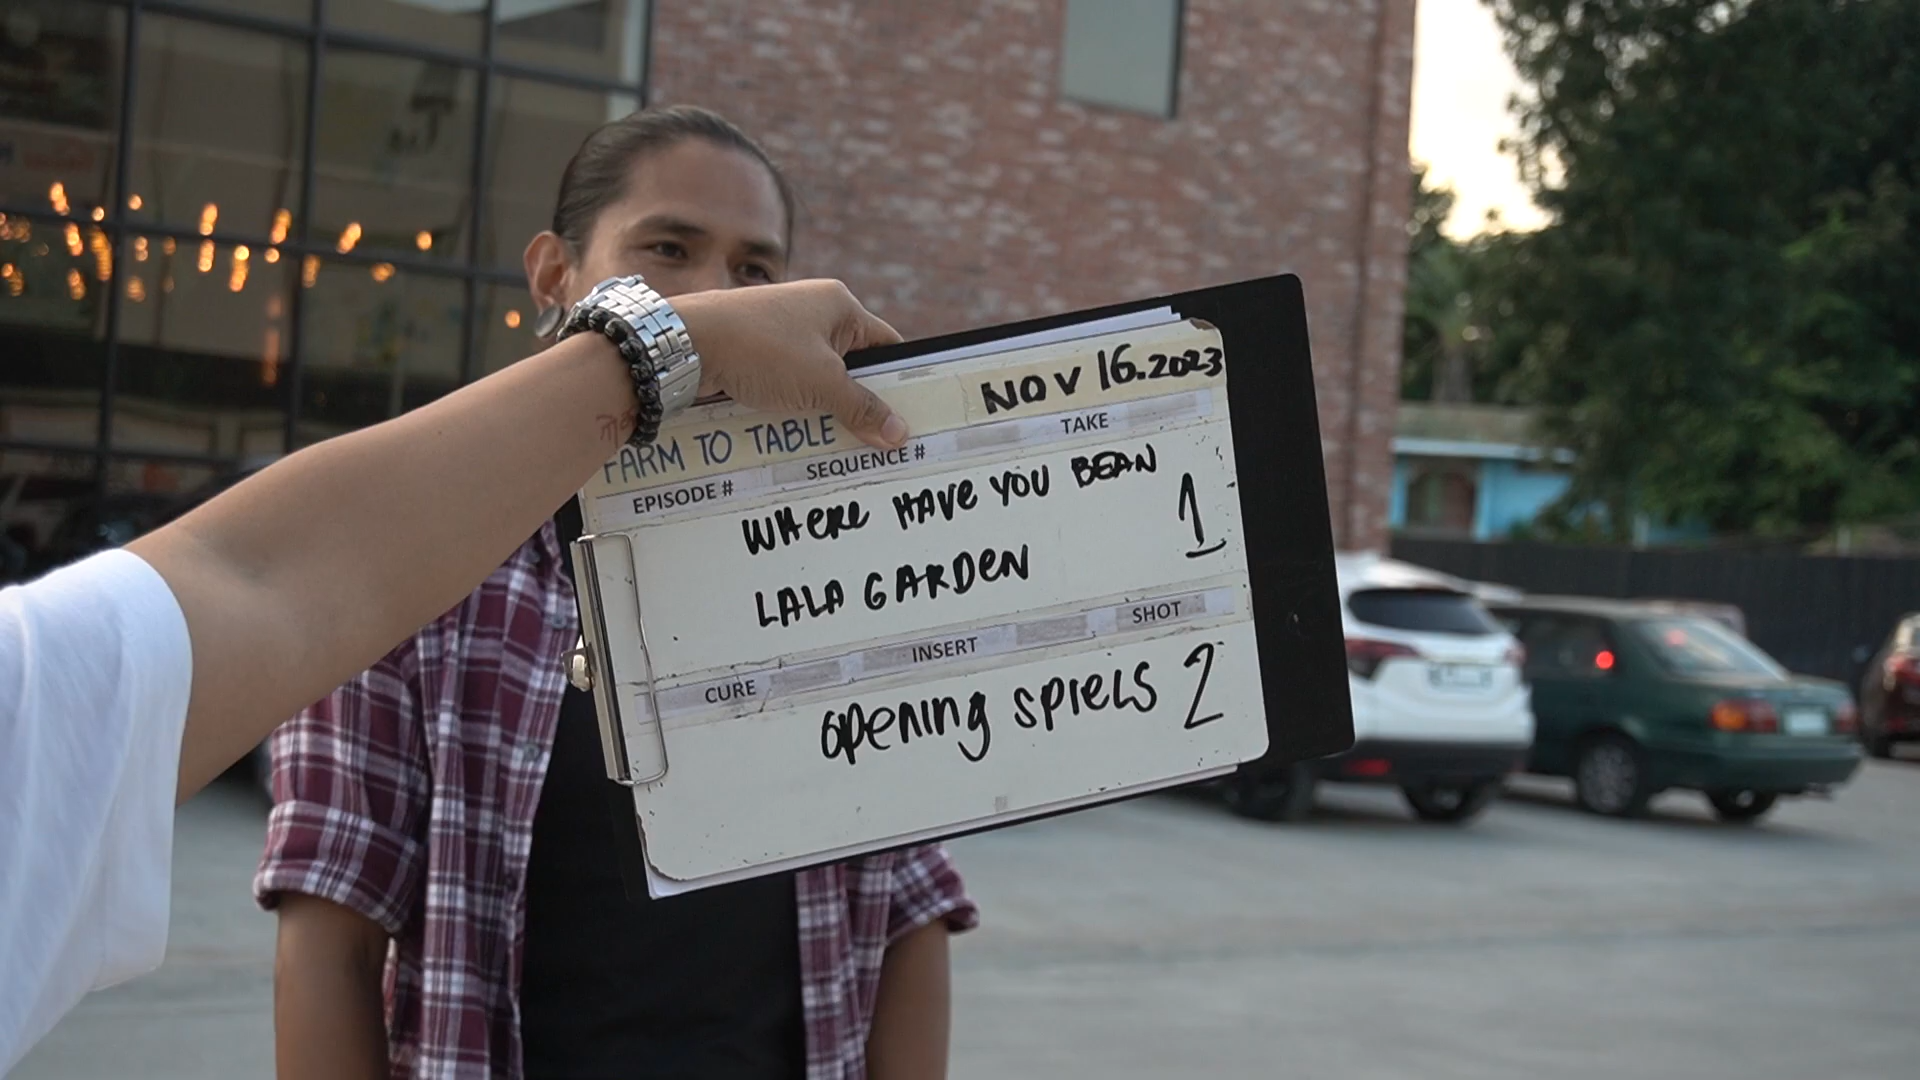 NOV 16.2023
FARM TO TABLE
EPISODE # SEQUENCE # TAKE
WHERE HAVE YOU BEAN
LALA GARDEN
1
CURE INSERT SHOT
opening spiels 2